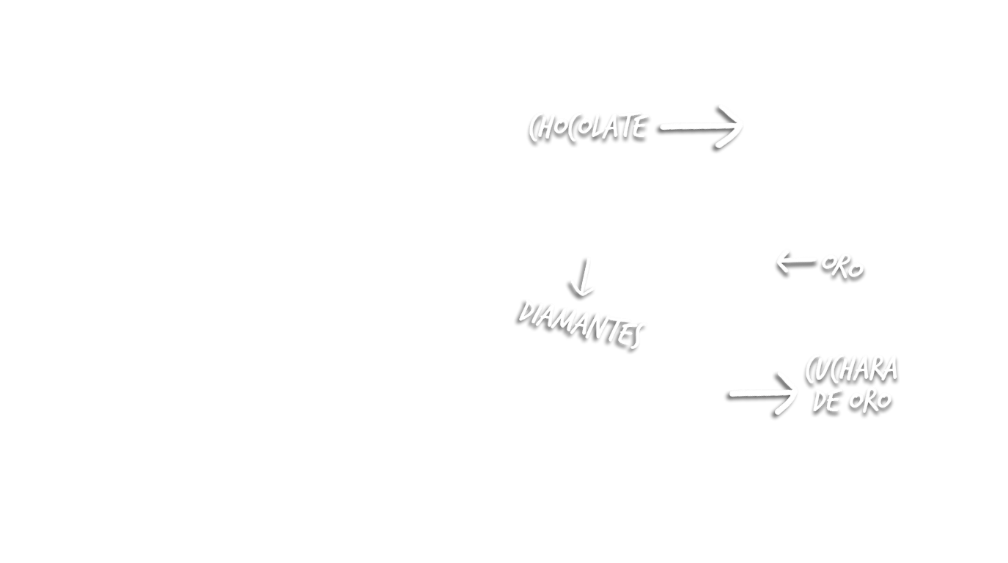 CHOCOLATE
ORO
DIAMANTES
CUCHARA
DE ORO